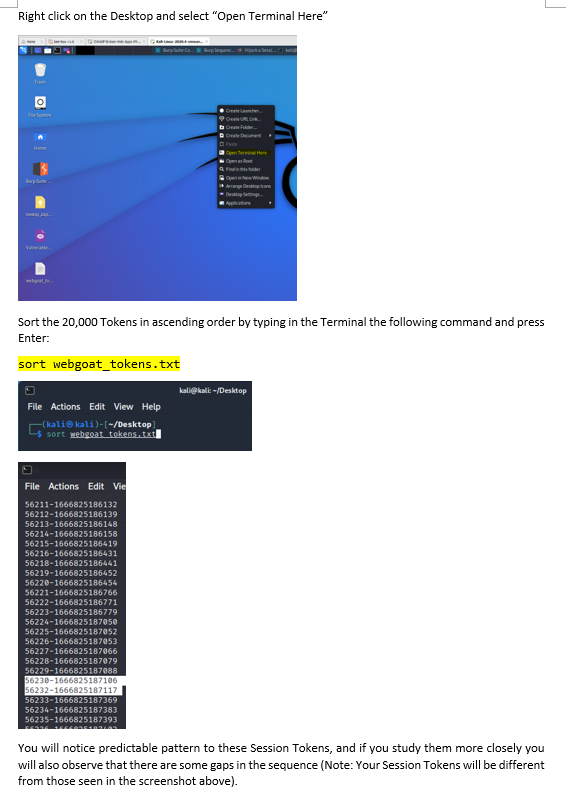 Right click on the Desktop and select “Open Terminal Here”
Trash
File System
Home
Burp Suite ...
Vulnerable...
webgoat_to...
Create Launcher...
Create URL Link...
Create Folder...
Create Document
Paste
Open Terminal Here
Open as Root
Find in this folder
Open in New Window
Arrange Desktop Icons
Desktop Settings...
Applications
Sort the 20,000 Tokens in ascending order by typing in the Terminal the following command and press
Enter:
sort webgoat_tokens.txt
kali@kali: ~/Desktop
File Actions Edit View Help
(kali㉿kali)-[~/Desktop]
$ sort webgoat_tokens.txt
File Actions Edit Vie
56211-1666825186132
56212-1666825186139
56213-1666825186148
56214-1666825186158
56215-1666825186419
56216-1666825186431
56218-1666825186441
56219-1666825186452
56220-1666825186454
56221-1666825186766
56222-1666825186771
56223-1666825186779
56224-1666825187050
56225-1666825187052
56226-1666825187053
56227-1666825187066
56228-1666825187079
56229-1666825187088
56230-1666825187106
56232-1666825187117
56233-1666825187369
56234-1666825187383
56235-1666825187393
You will notice predictable pattern to these Session Tokens, and if you study them more closely you
will also observe that there are some gaps in the sequence (Note: Your Session Tokens will be different
from those seen in the screenshot above).